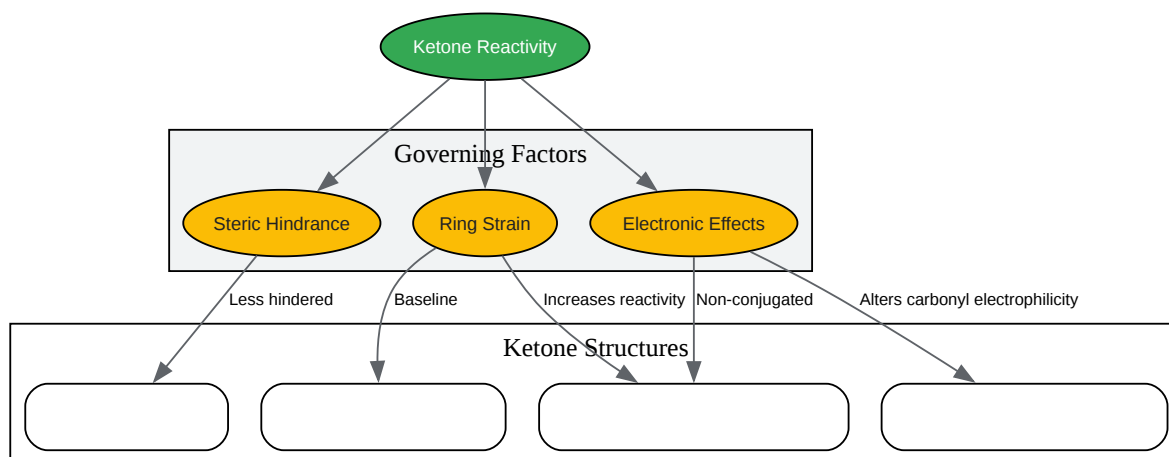 Ketone Reactivity
Governing Factors
Steric Hindrance
Ring Strain
Electronic Effects
Less hindered
Baseline
Increases reactivity
Non-conjugated
Alters carbonyl electrophilicity
Ketone Structures